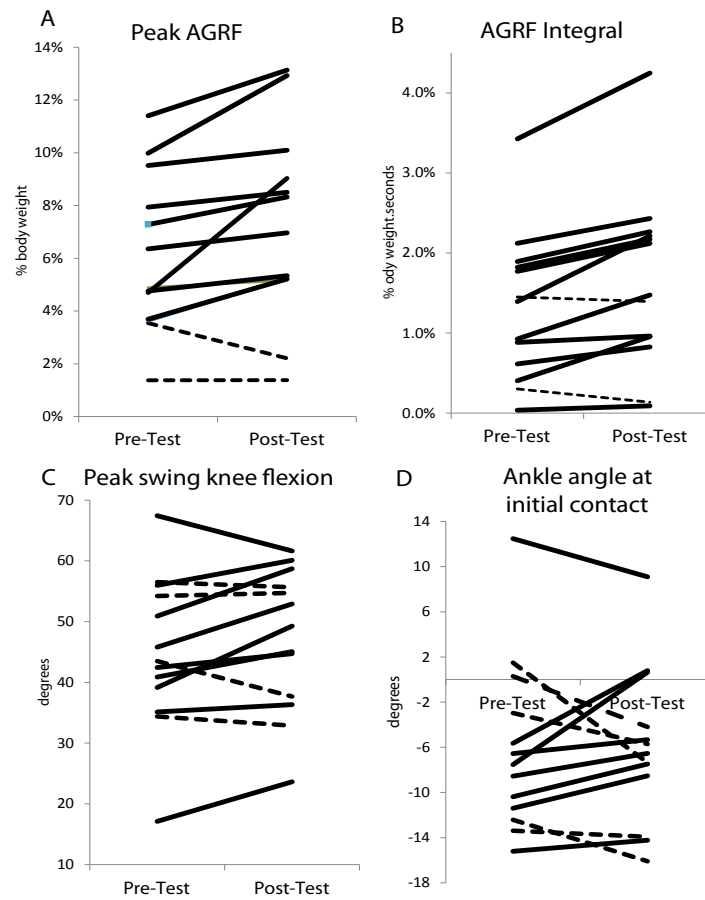 A
Peak AGRF
14%
12%
10%
8%
6%
4%
2%
0%
% body weight
Pre-Test Post-Test
B
AGRF Integral
4.0%
3.0%
2.0%
1.0%
0.0%
% ody weight.seconds
Pre-Test Post-Test
C Peak swing knee flexion
70
60
50
40
30
20
10
degrees
Pre-Test Post-Test
D Ankle angle at
initial contact
14
10
6
2
-2
-6
-10
-14
-18
degrees
Pre-Test Post-Test